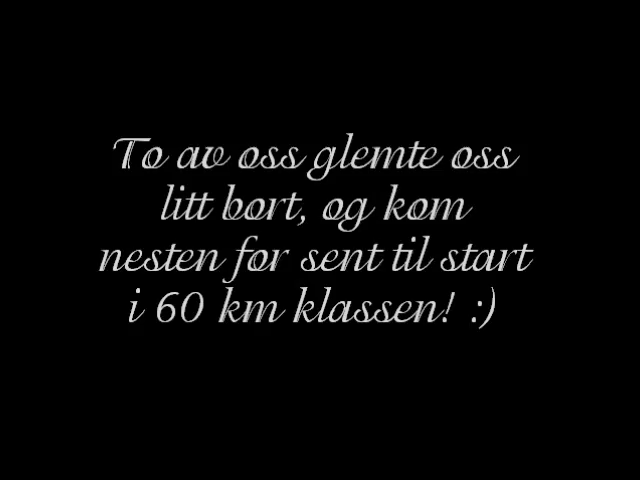 To av oss glemte oss
litt bort, og kom
nesten for sent til start
i 60 km klassen! :)